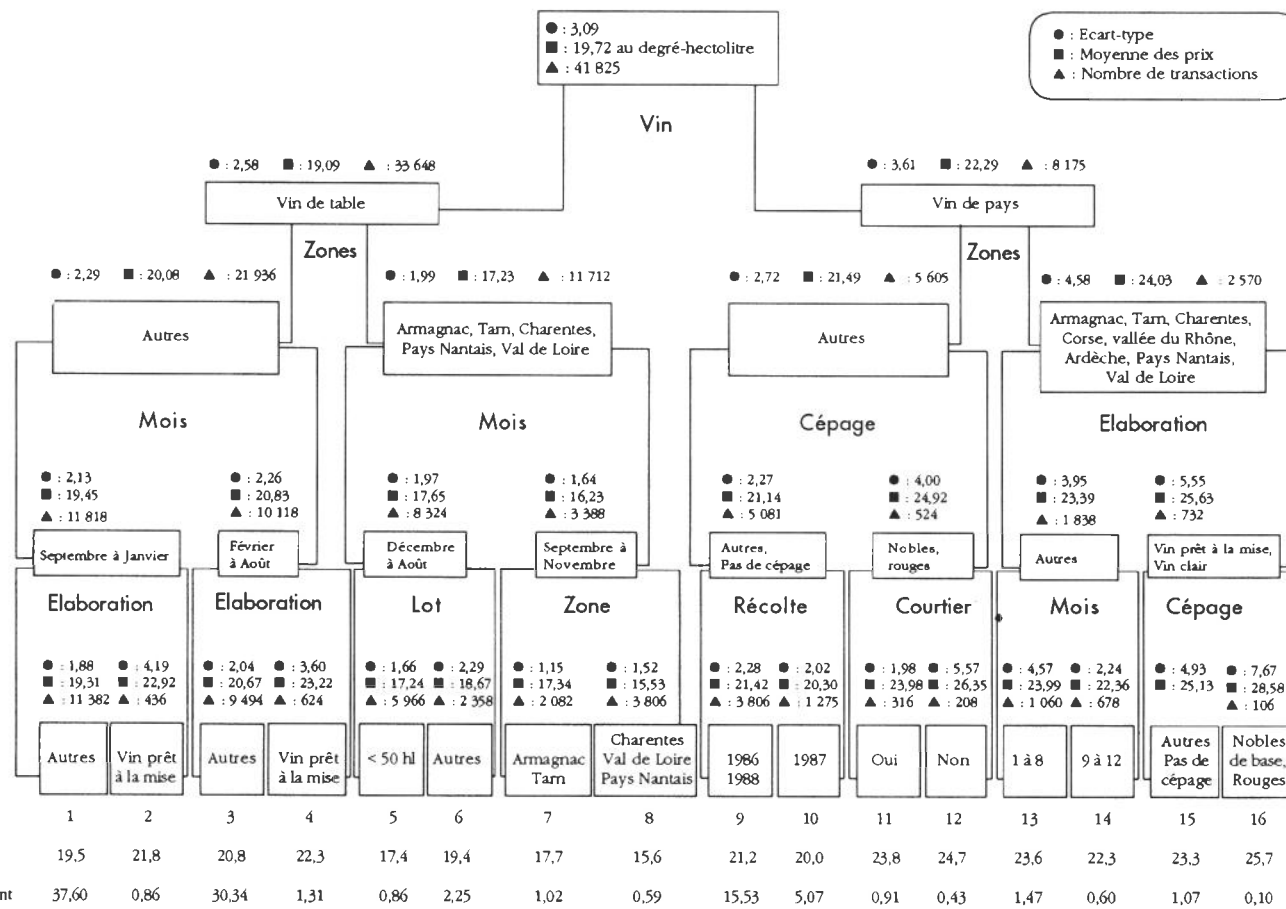 ● : 3,09
■ : 19,72 au degré-hectolitre
▲ : 41 825
● : Ecart-type
■ : Moyenne des prix
▲ : Nombre de transactions
Vin
● : 2,58 ■ : 19,09 ▲ : 33 648
● : 3,61 ■ : 22,29 ▲ : 8 175
Vin de table
Vin de pays
Zones
Zones
● : 2,29 ■ : 20,08 ▲ : 21 936
● : 1,99 ■ : 17,23 ▲ : 11 712
● : 2,72 ■ : 21,49 ▲ : 5 605
● : 4,58 ■ : 24,03 ▲ : 2 570
Autres
Armagnac, Tarn, Charentes,
Pays Nantais, Val de Loire
Autres
Armagnac, Tarn, Charentes,
Corse, vallée du Rhône,
Ardèche, Pays Nantais,
Val de Loire
Mois
Mois
Cépage
Elaboration
● : 2,13
■ : 19,45
▲ : 11 818
● : 2,26
■ : 20,83
▲ : 10 118
● : 1,97
■ : 17,65
▲ : 8 324
● : 1,64
■ : 16,23
▲ : 3 388
● : 2,27
■ : 21,14
▲ : 5 081
● : 4,00
■ : 24,92
▲ : 524
● : 3,95
■ : 23,39
▲ : 1 838
● : 5,55
■ : 25,63
▲ : 732
Septembre à Janvier
Février
à Août
Décembre
à Août
Septembre à
Novembre
Autres,
Pas de cépage
Nobles,
rouges
Autres
Vin prêt à la mise,
Vin clair
Elaboration
Elaboration
Lot
Zone
Récolte
Courtier
Mois
Cépage
● : 1,88
■ : 19,31
▲ : 11 382
● : 4,19
■ : 22,92
▲ : 436
● : 2,04
■ : 20,67
▲ : 9 494
● : 3,60
■ : 23,22
▲ : 624
● : 1,66
■ : 17,24
▲ : 5 966
● : 2,29
■ : 18,67
▲ : 2 358
● : 1,15
■ : 17,34
▲ : 2 082
● : 1,52
■ : 15,53
▲ : 3 806
● : 2,28
■ : 21,42
▲ : 3 806
● : 2,02
■ : 20,30
▲ : 1 275
● : 1,98
■ : 23,98
▲ : 316
● : 5,57
■ : 26,35
▲ : 208
● : 4,57
■ : 23,99
▲ : 1 060
● : 2,24
■ : 22,36
▲ : 678
● : 4,93
■ : 25,13
● : 7,67
■ : 28,58
▲ : 106
Autres
Vin prêt
à la mise
Autres
Vin prêt
à la mise
< 50 hl
Autres
Armagnac
Tarn
Charentes
Val de Loire
Pays Nantais
1986
1988
1987
Oui
Non
1 à 8
9 à 12
Autres
Pas de
cépage
Nobles
de base,
Rouges
1 2 3 4 5 6 7 8 9 10 11 12 13 14 15 16
19,5 21,8 20,8 22,3 17,4 19,4 17,7 15,6 21,2 20,0 23,8 24,7 23,6 22,3 23,3 25,7
nt 37,60 0,86 30,34 1,31 0,86 2,25 1,02 0,59 15,53 5,07 0,91 0,43 1,47 0,60 1,07 0,10